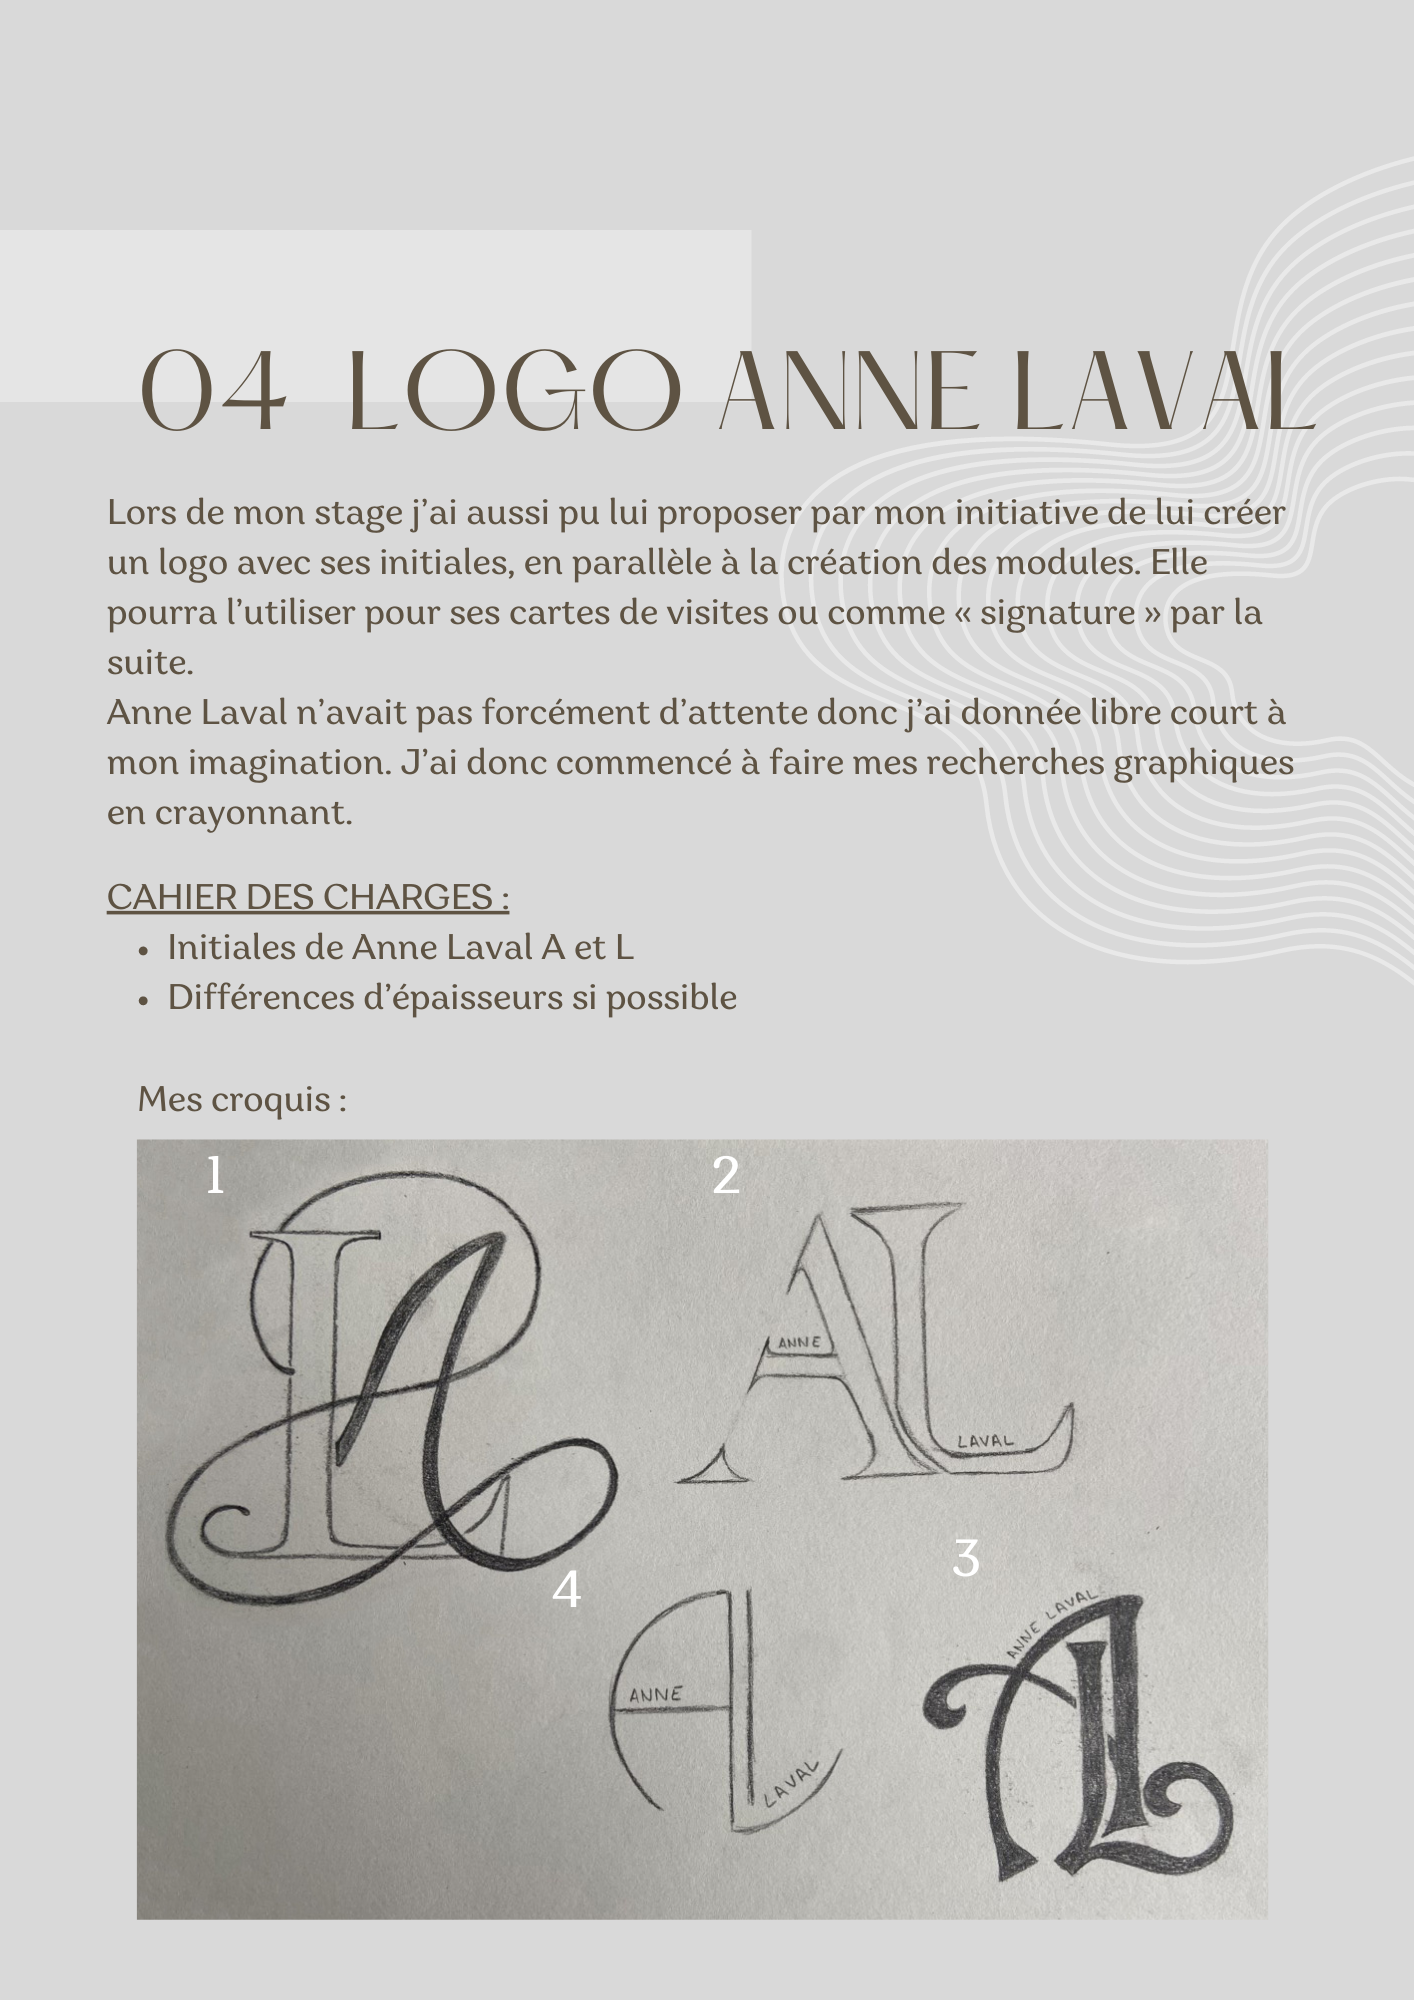 04 LOGO ANNE LAVAL
Lors de mon stage j’ai aussi pu lui proposer par mon initiative de lui créer
un logo avec ses initiales, en parallèle à la création des modules. Elle
pourra l’utiliser pour ses cartes de visites ou comme « signature » par la
suite.
Anne Laval n’avait pas forcément d’attente donc j’ai donnée libre court à
mon imagination. J’ai donc commencé à faire mes recherches graphiques
en crayonnant.
CAHIER DES CHARGES :
• Initiales de Anne Laval A et L
• Différences d’épaisseurs si possible
Mes croquis :
1
LA
2
AL
ANNE
LAVAL
3
ANNE LAVAL
AL
4
AL
ANNE
LAVAL